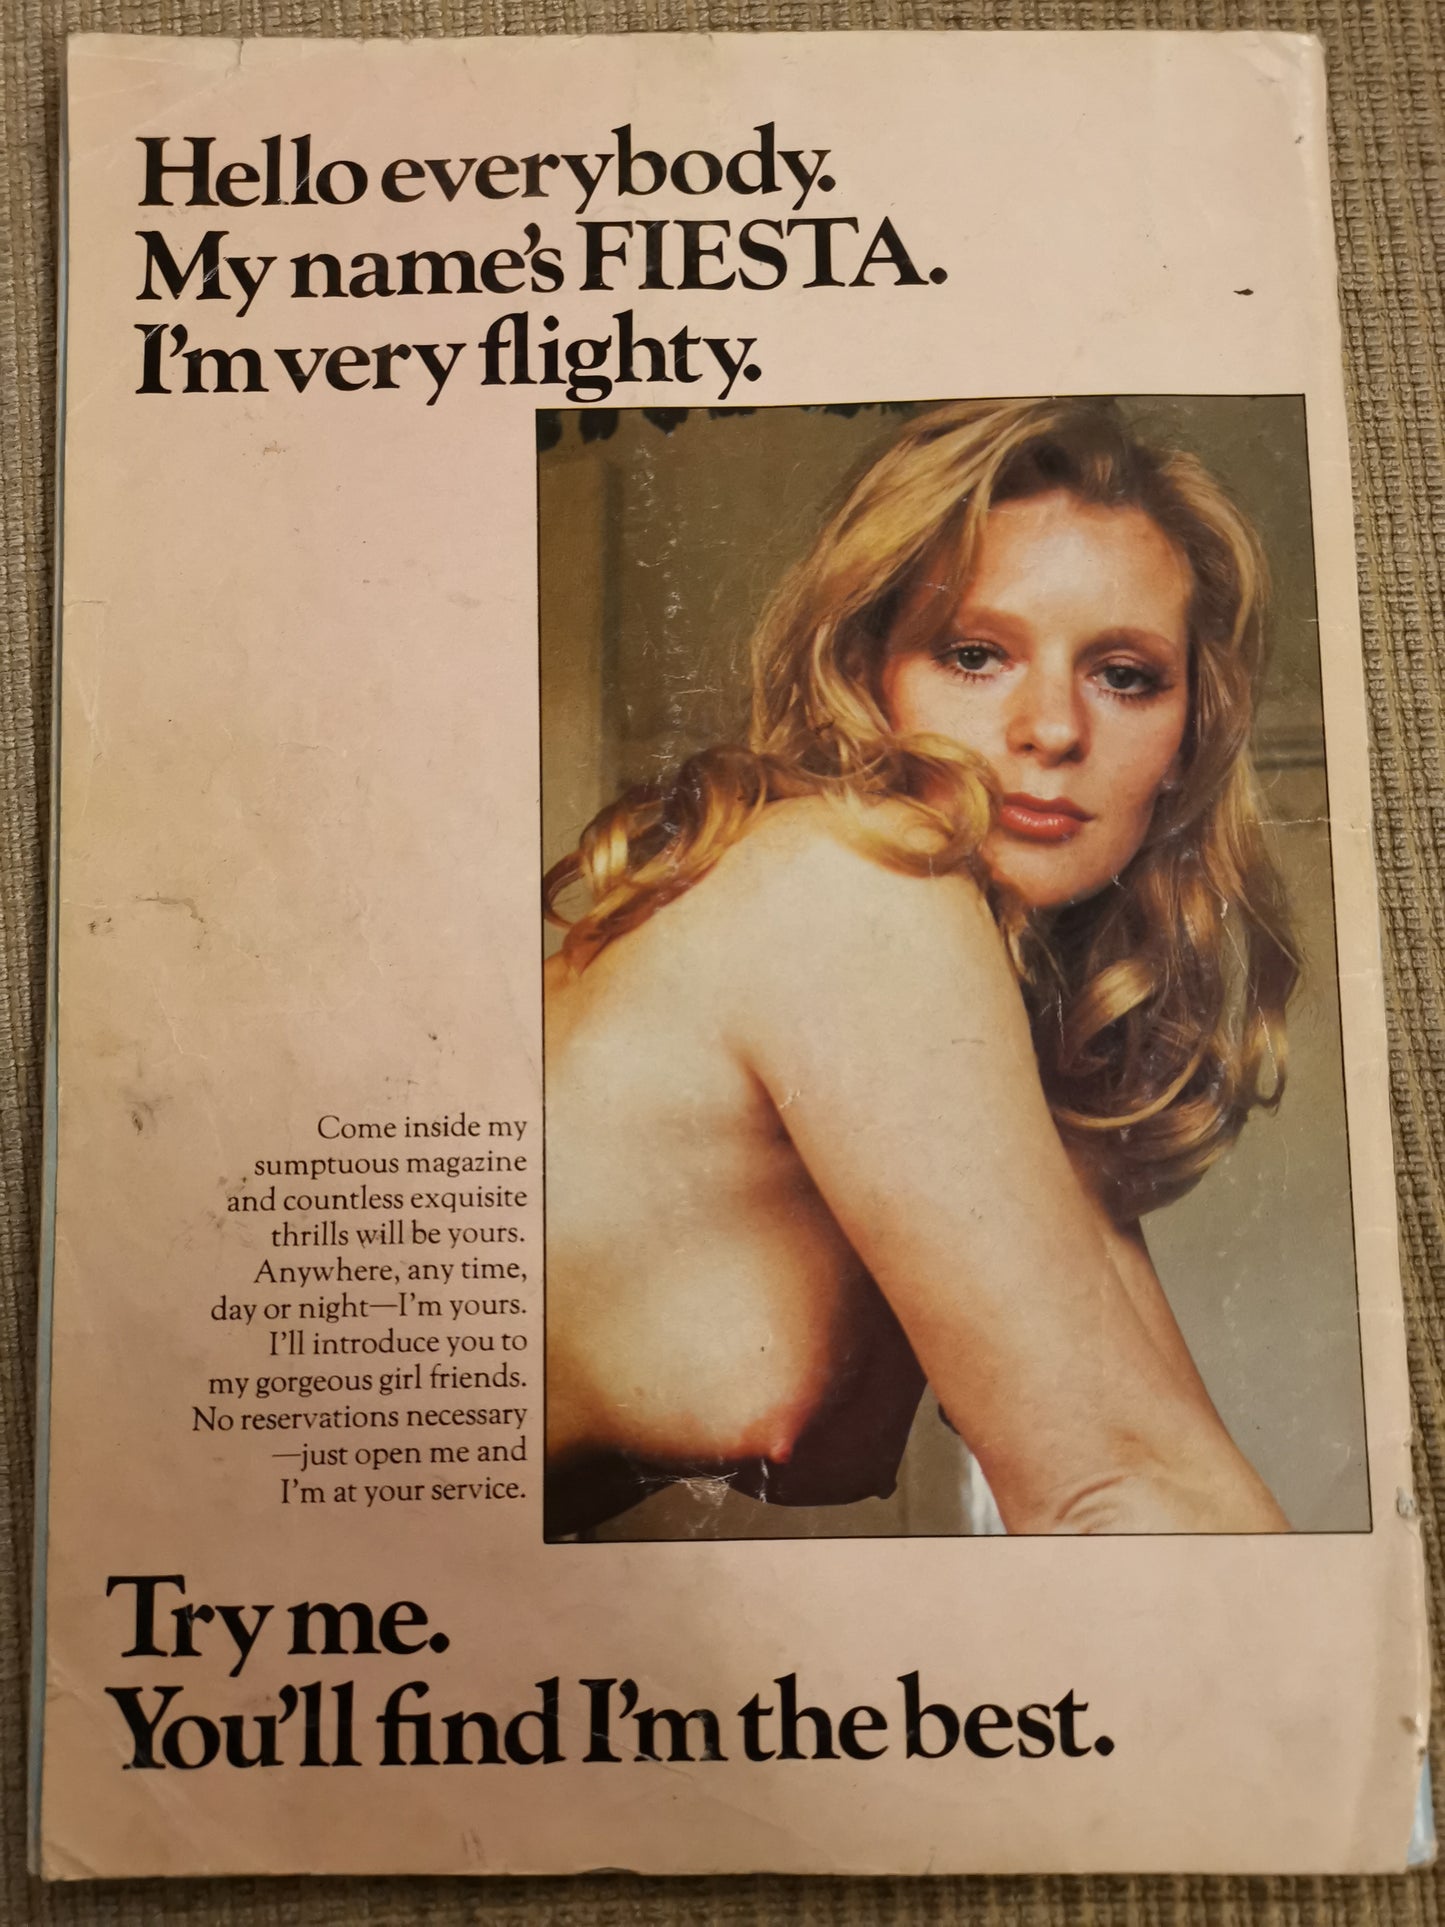 Hello everybody.
My name's FIESTA.
I'm very flighty.
Come inside my
sumptuous magazine
and countless exquisite
thrills will be yours.
Anywhere, any time,
day or night—I'm yours.
I'll introduce you to
my gorgeous girl friends.
No reservations necessary
—just open me and
I'm at your service.
Try me.
You'll find I'm the best.